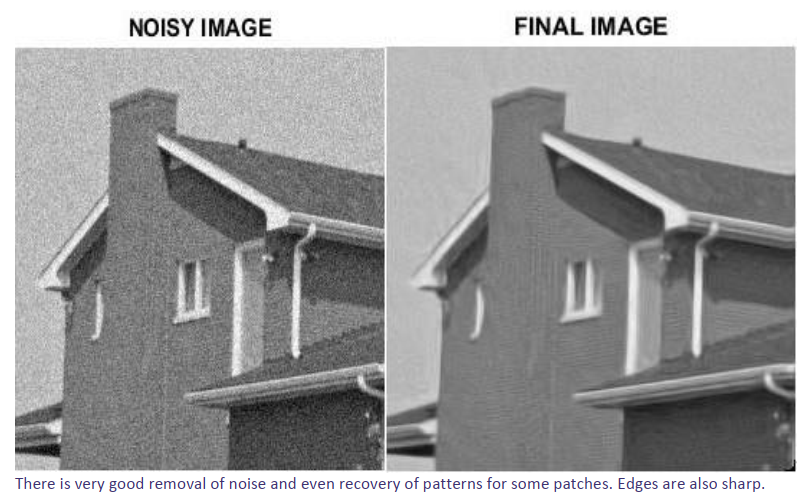 NOISY IMAGE
FINAL IMAGE
There is very good removal of noise and even recovery of patterns for some patches. Edges are also sharp.